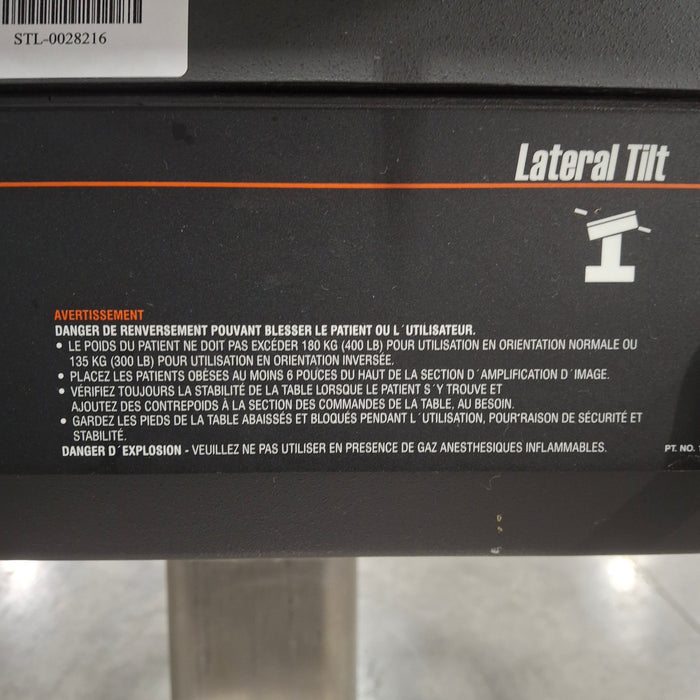 STL-0028216
Lateral Tilt
AVERTISSEMENT
DANGER DE RENVERSEMENT POUVANT BLESSER LE PATIENT OU L´UTILISATEUR.
• LE POIDS DU PATIENT NE DOIT PAS EXCÉDER 180 KG (400 LB) POUR UTILISATION EN ORIENTATION NORMALE OU
135 KG (300 LB) POUR UTILISATION EN ORIENTATION INVERSÉE.
• PLACEZ LES PATIENTS OBÈSES AU MOINS 6 POUCES DU HAUT DE LA SECTION D´AMPLIFICATION D´IMAGE.
• VÉRIFIEZ TOUJOURS LA STABILITÉ DE LA TABLE LORSQUE LE PATIENT S´Y TROUVE ET
AJOUTEZ DES CONTREPOIDS À LA SECTION DES COMMANDES DE LA TABLE, AU BESOIN.
• GARDEZ LES PIEDS DE LA TABLE ABAISSÉS ET BLOQUÉS PENDANT L´UTILISATION, POUR RAISON DE SÉCURITÉ ET
STABILITÉ.
DANGER D´EXPLOSION - VEUILLEZ NE PAS UTILISER EN PRESENCE DE GAZ ANESTHESIQUES INFLAMMABLES.
PT. NO.